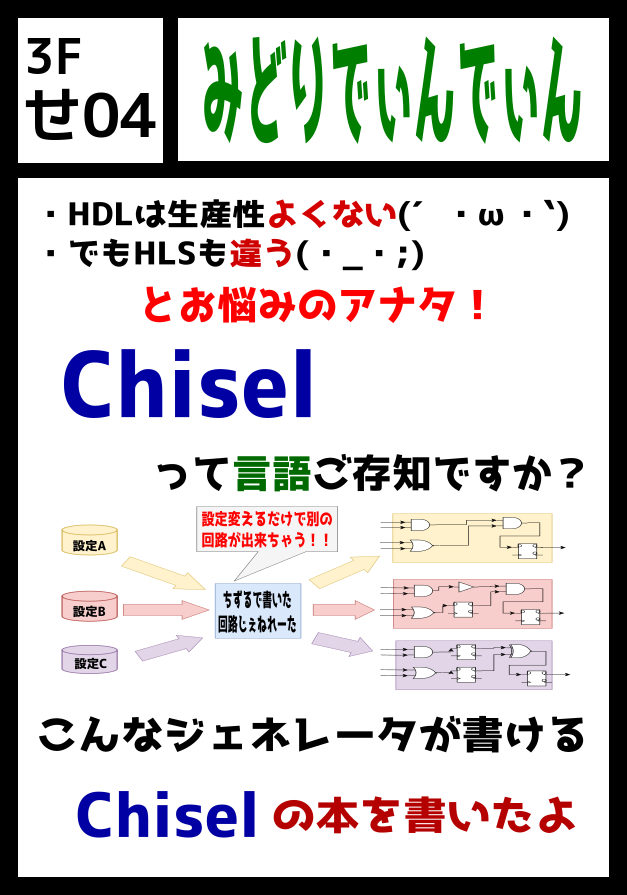 3F
せ04
みどりでぃんでぃん
・HDLは生産性よくない(´・ω・`)
・でもHLSも違う(・_・;)
とお悩みのアナタ！
Chisel
って言語ご存知ですか？
設定変えるだけで別の
回路が出来ちゃう！！
設定A
設定B
設定C
ちずるで書いた
回路じぇねれーた
こんなジェネレータが書ける
Chiselの本を書いたよ